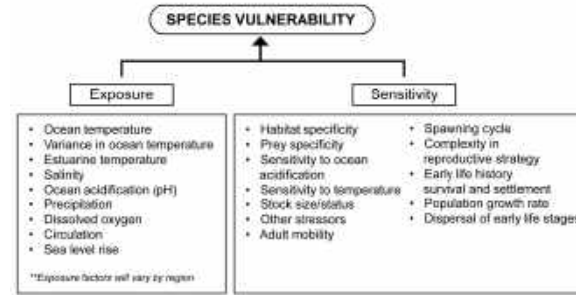 SPECIES VULNERABILITY
Exposure
Sensitivity
• Ocean temperature
• Variance in ocean temperature
• Estuarine temperature
• Salinity
• Ocean acidification (pH)
• Precipitation
• Dissolved oxygen
• Circulation
• Sea level rise
**Exposure factors will vary by region
• Habitat specificity
• Prey specificity
• Sensitivity to ocean
acidification
• Sensitivity to temperature
• Stock size/status
• Other stressors
• Adult mobility
• Spawning cycle
• Complexity in
reproductive strategy
• Early life history
survival and settlement
• Population growth rate
• Dispersal of early life stages